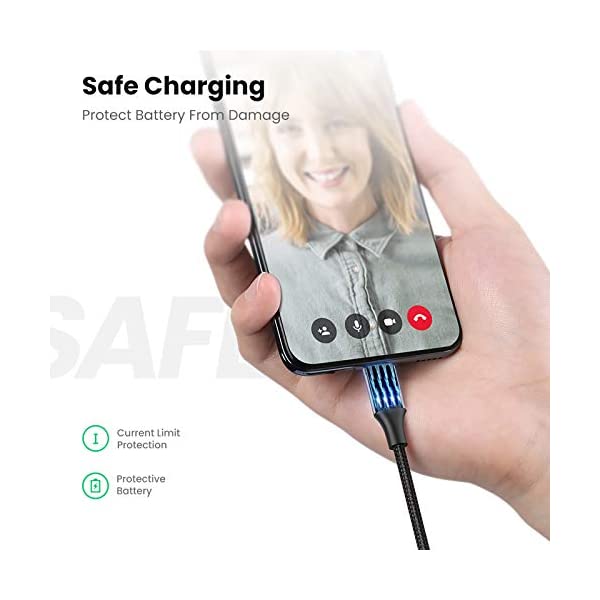 Safe Charging
Protect Battery From Damage
SAFE
Current Limit
Protection
Protective
Battery